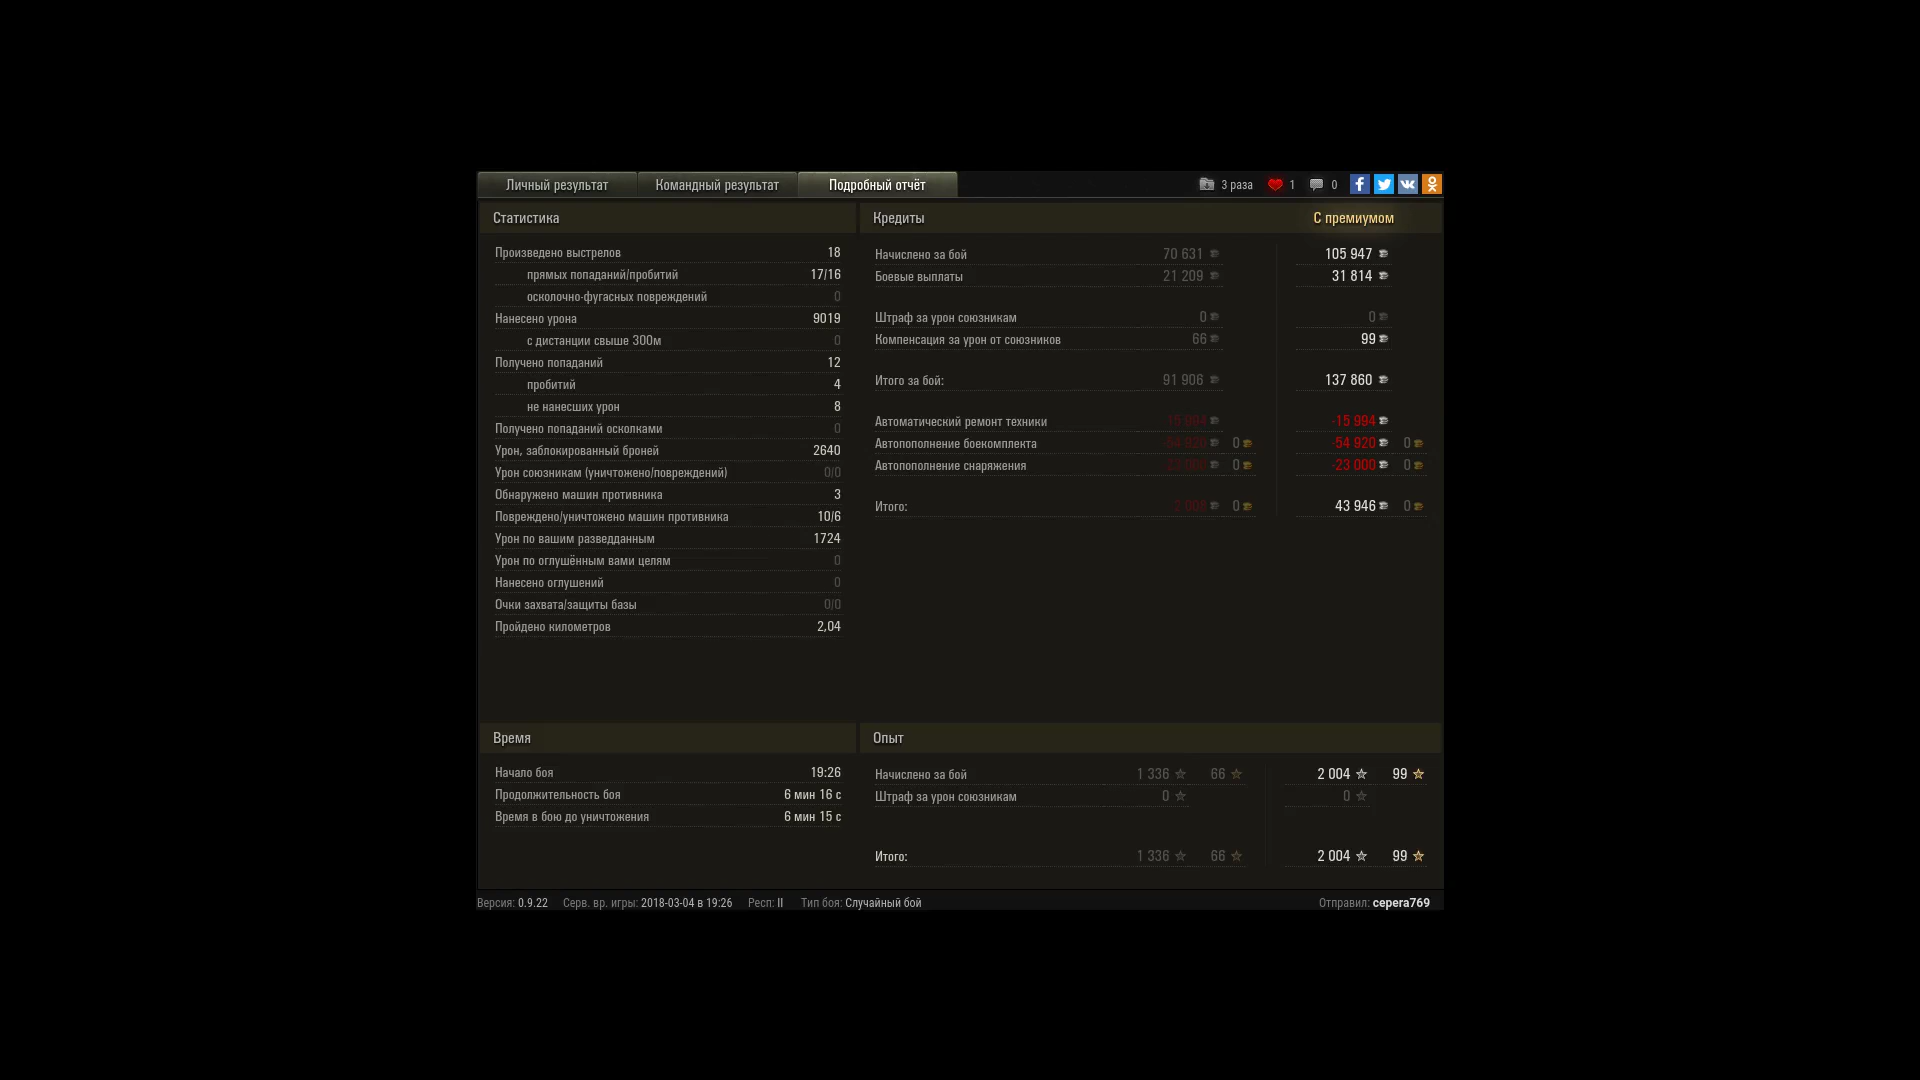 Личный результат Командный результат Подробный отчёт 3 раза 1 0
Статистика
Произведено выстрелов 18
прямых попаданий/пробитий 17/16
осколочно-фугасных повреждений 0
Нанесено урона 9019
с дистанции свыше 300м 0
Получено попаданий 12
пробитий 4
не нанесших урон 8
Получено попаданий осколками 0
Урон, заблокированный броней 2640
Урон союзникам (уничтожено/повреждений) 0/0
Обнаружено машин противника 3
Повреждено/уничтожено машин противника 10/6
Урон по вашим разведданным 1724
Урон по оглушённым вами целям 0
Нанесено оглушений 0
Очки захвата/защиты базы 0/0
Пройдено километров 2,04
Кредиты С премиумом
Начислено за бой 70 631 105 947
Боевые выплаты 21 209 31 814
Штраф за урон союзникам 0 0
Компенсация за урон от союзников 66 99
Итого за бой: 91 906 137 860
Автоматический ремонт техники -15 994 -15 994
Автопополнение боекомплекта -54 920 0 -54 920 0
Автопополнение снаряжения -23 000 0 -23 000 0
Итого: -2 008 0 43 946 0
Время
Начало боя 19:26
Продолжительность боя 6 мин 16 с
Время в бою до уничтожения 6 мин 15 с
Опыт
Начислено за бой 1 336 66 2 004 99
Штраф за урон союзникам 0 0
Итого: 1 336 66 2 004 99
Версия: 0.9.22 Серв. вр. игры: 2018-03-04 в 19:26 Респ: II Тип боя: Случайный бой Отправил: cepera769